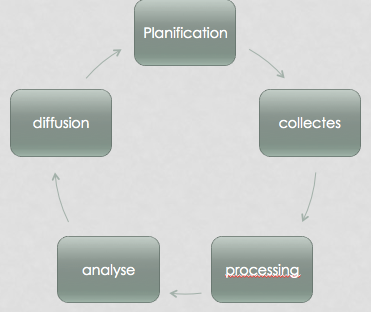 Planification
collectes
processing
analyse
diffusion